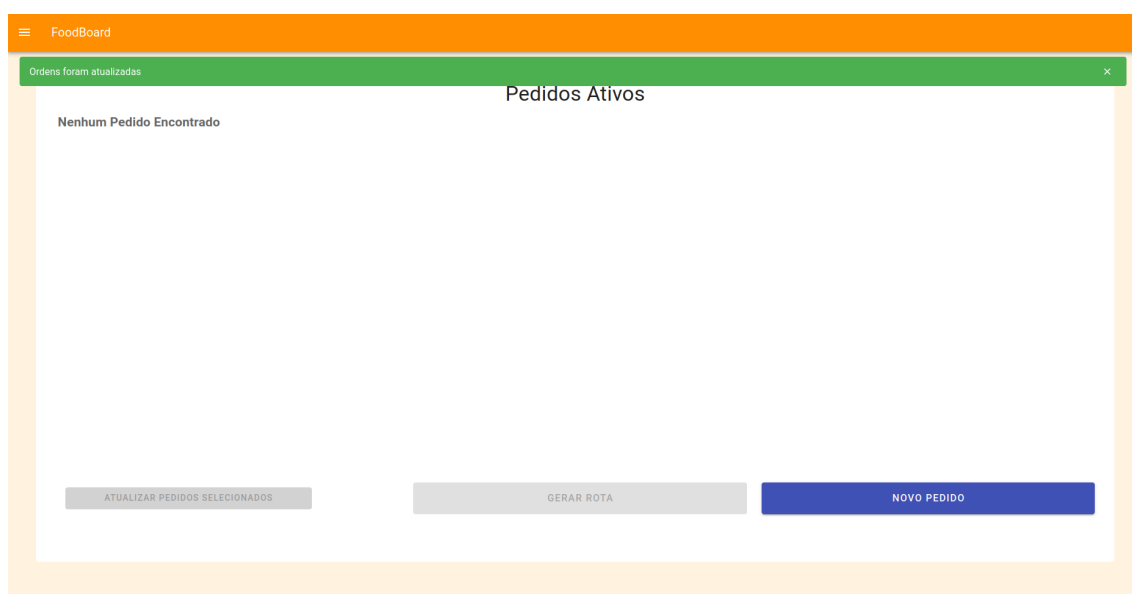 FoodBoard
Ordens foram atualizadas
Pedidos Ativos
Nenhum Pedido Encontrado
ATUALIZAR PEDIDOS SELECIONADOS
GERAR ROTA
NOVO PEDIDO